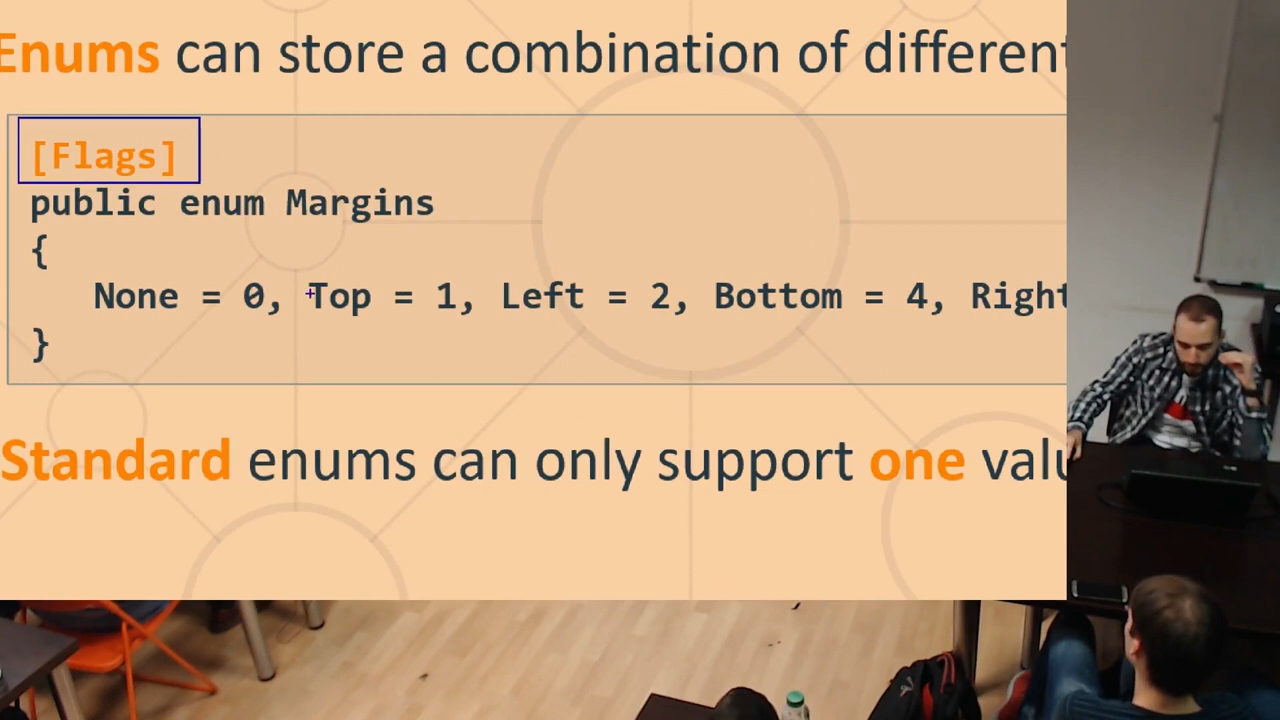 Enums can store a combination of different
[Flags]
public enum Margins
{
None = 0, Top = 1, Left = 2, Bottom = 4, Right
}
Standard enums can only support one